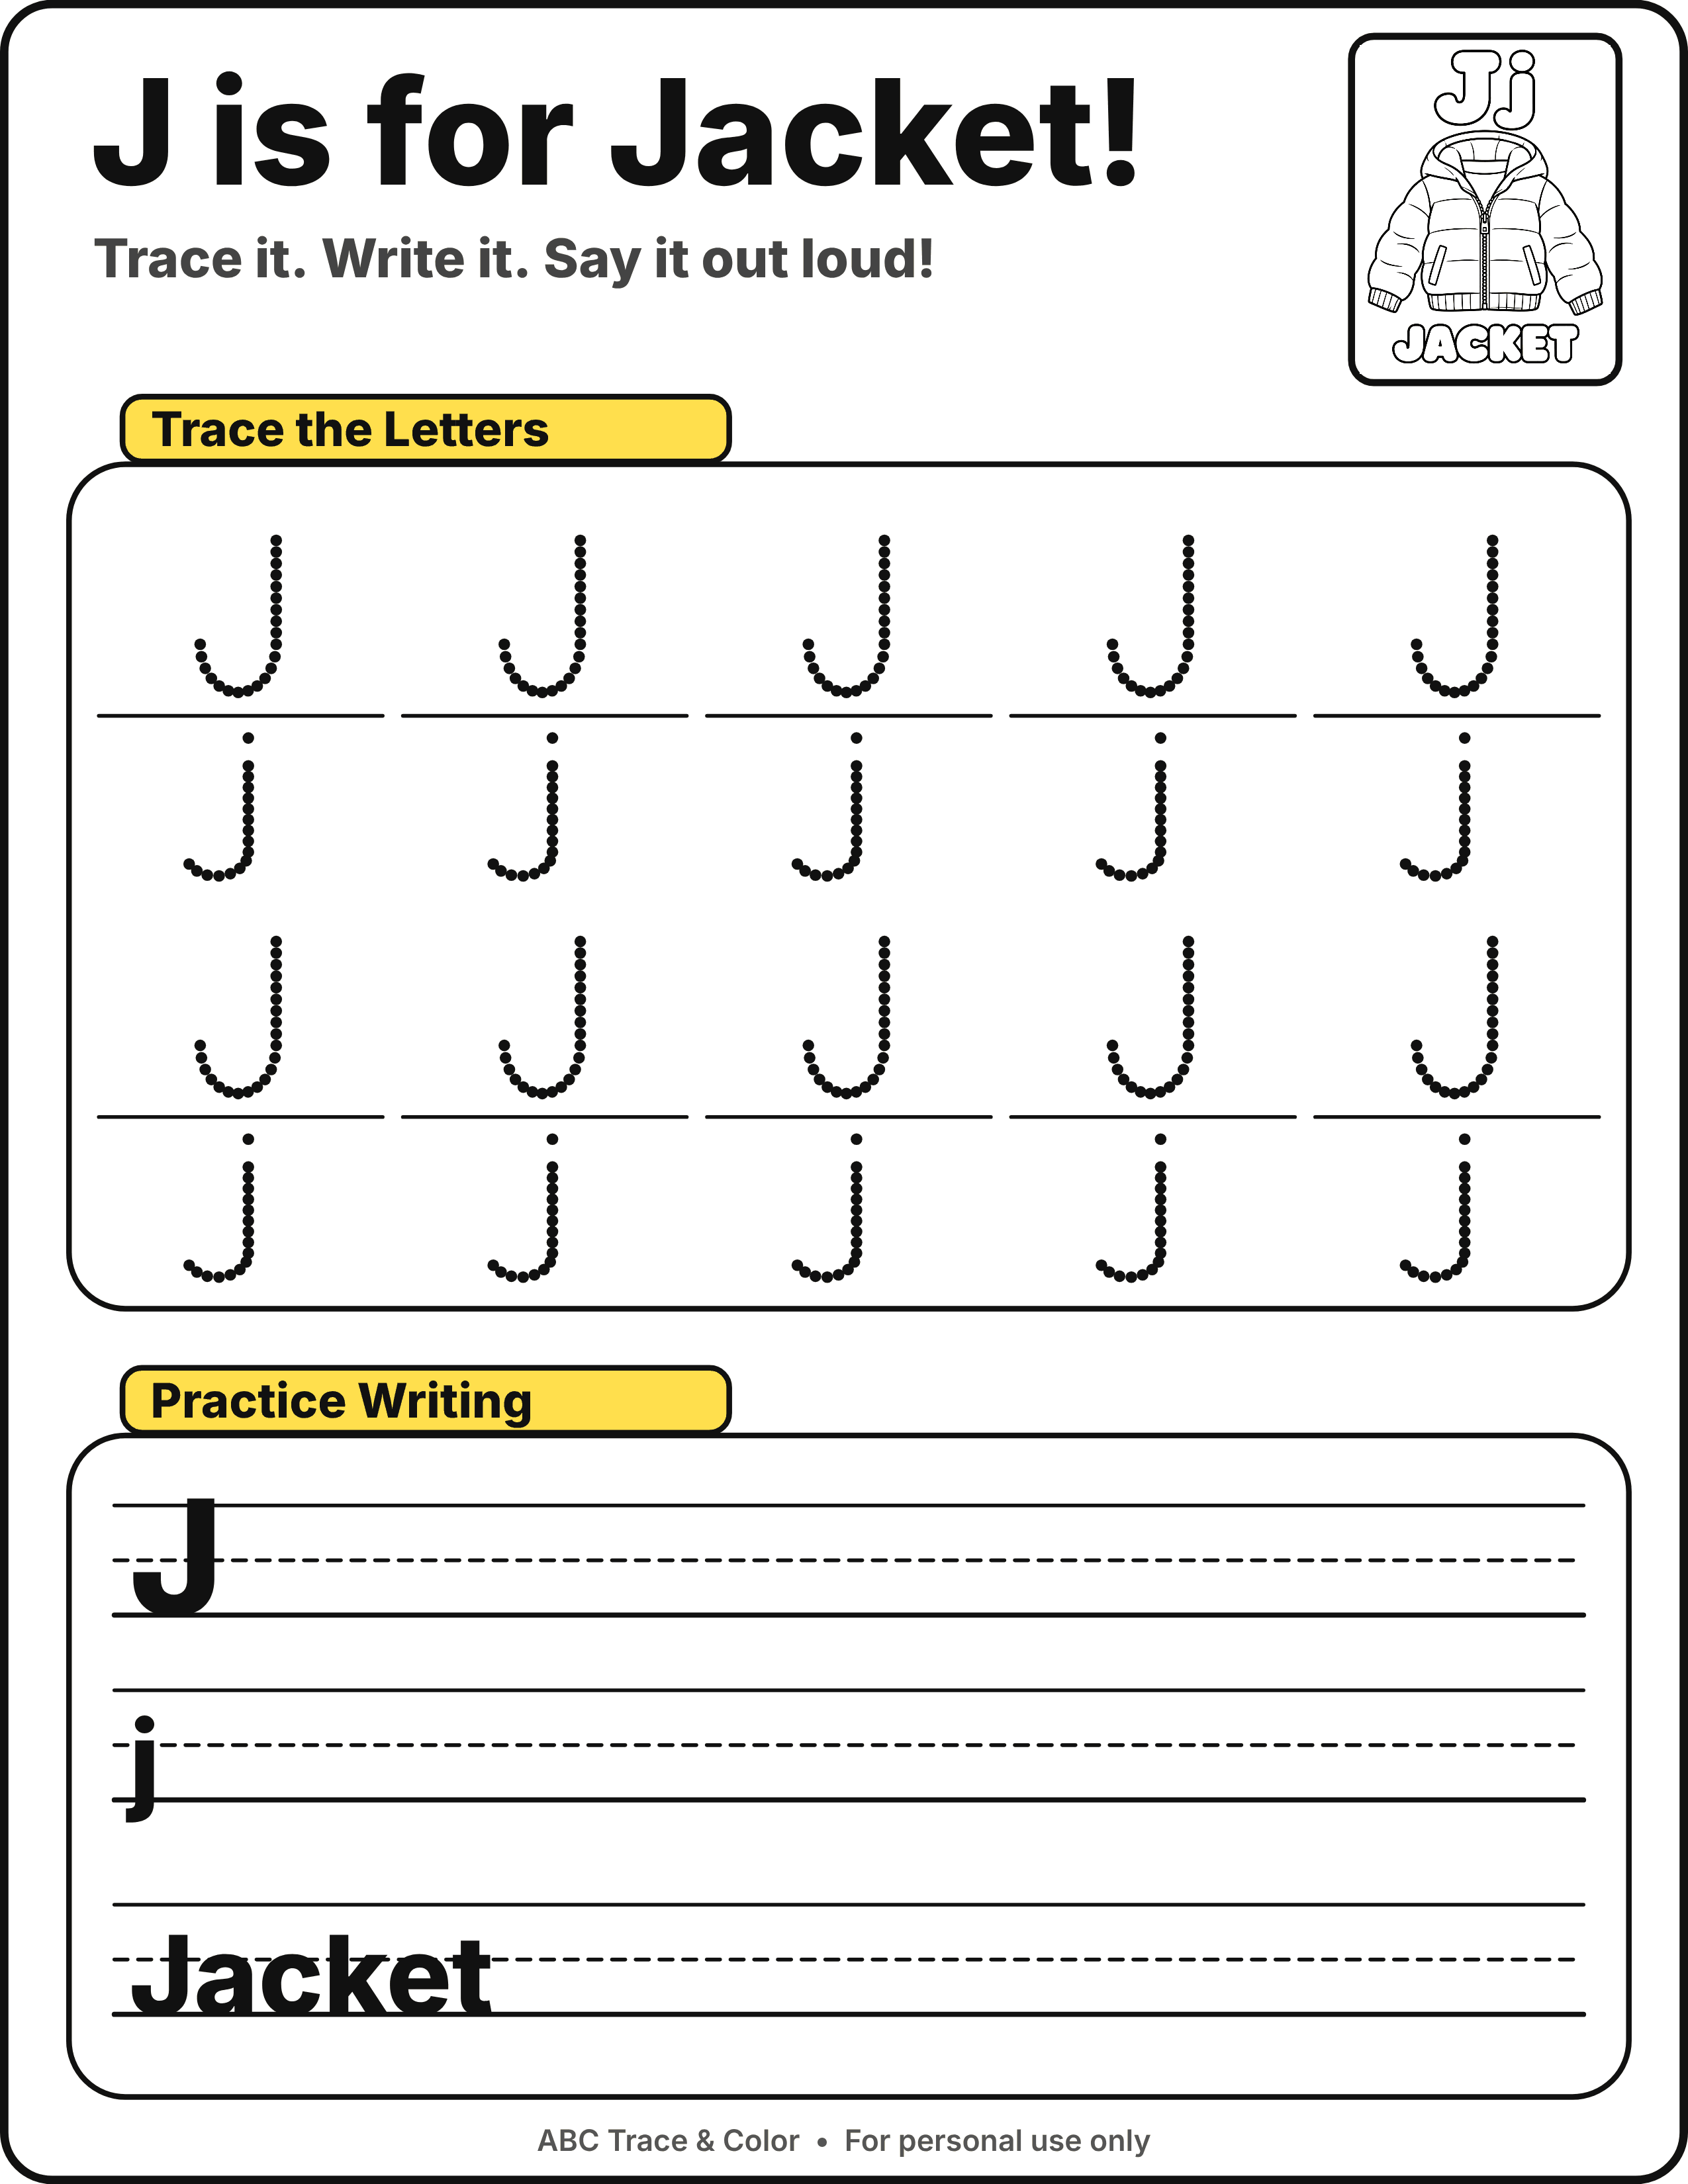 J is for Jacket!
Trace it. Write it. Say it out loud!
Jj
JACKET
Trace the Letters
J J J J J
j j j j j
J J J J J
j j j j j
Practice Writing
J
j
Jacket
ABC Trace & Color • For personal use only